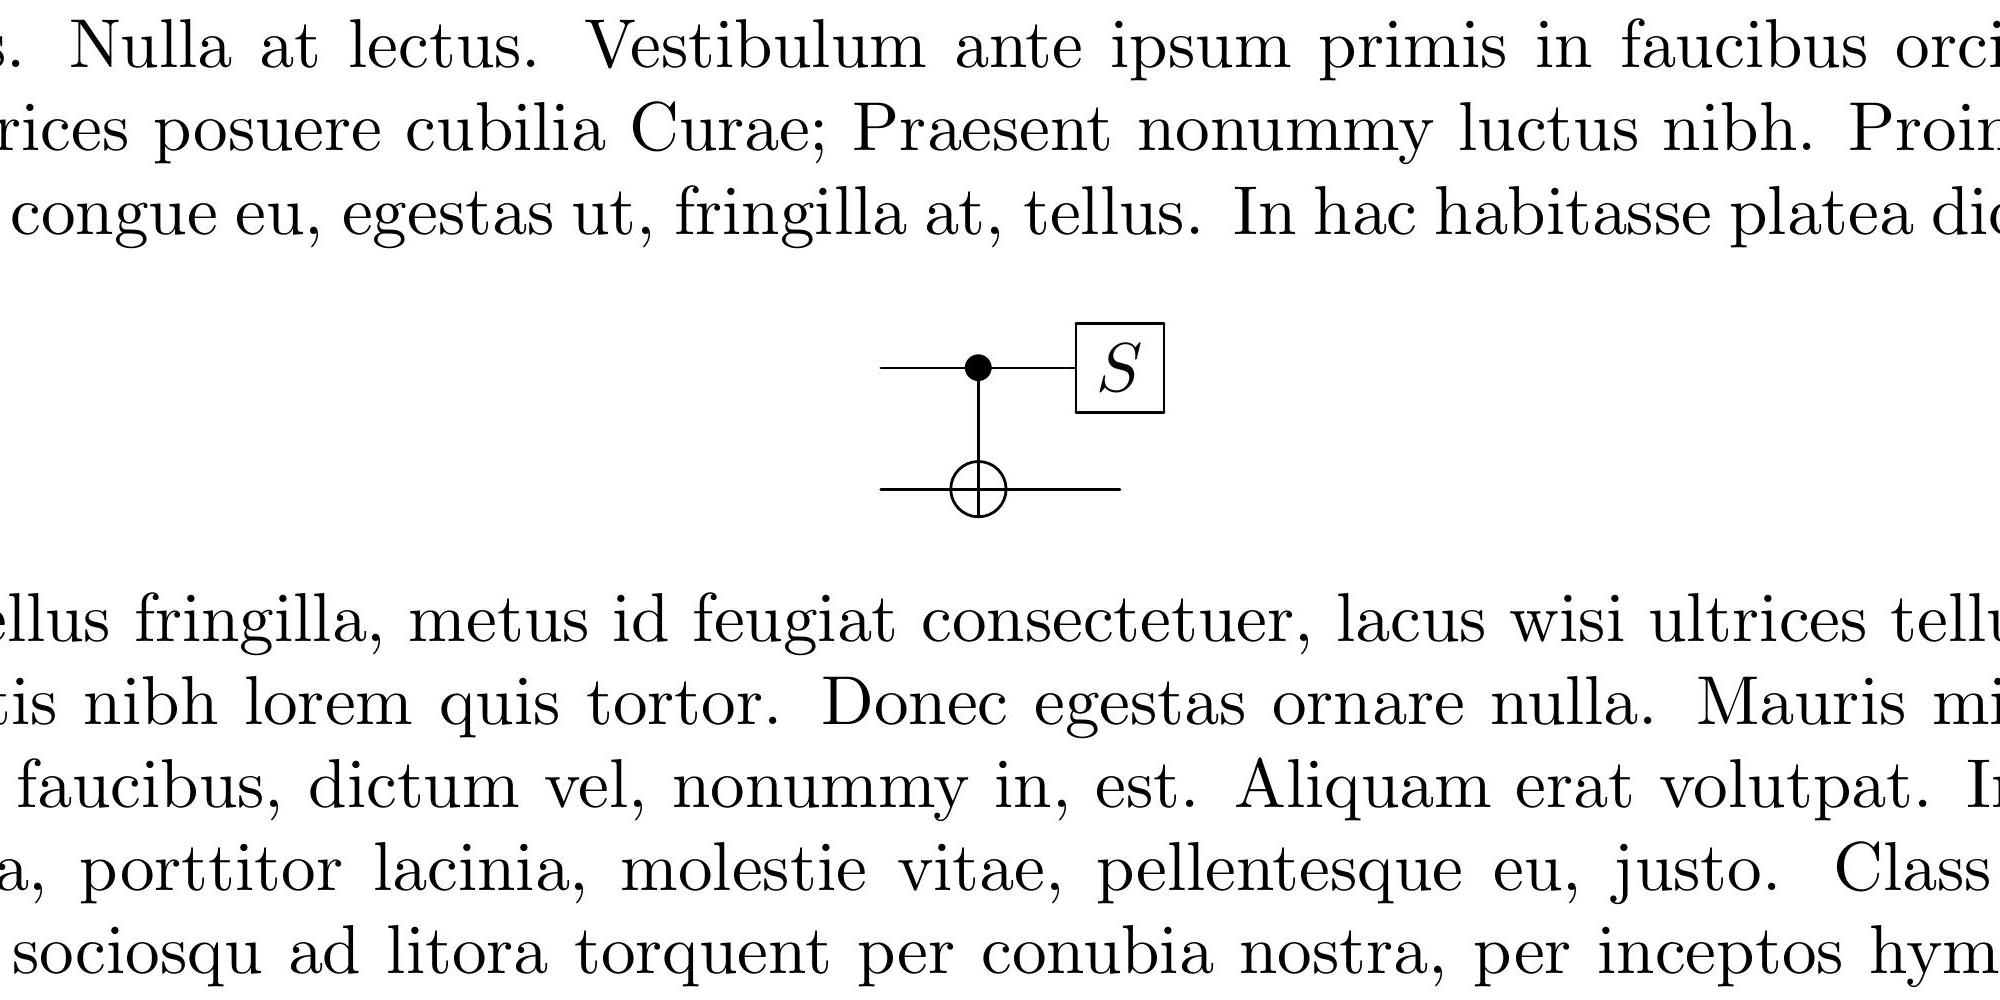 s. Nulla at lectus. Vestibulum ante ipsum primis in faucibus orci
rices posuere cubilia Curae; Praesent nonummy luctus nibh. Proin
congue eu, egestas ut, fringilla at, tellus. In hac habitasse platea dic
S
ellus fringilla, metus id feugiat consectetuer, lacus wisi ultrices tellu
tis nibh lorem quis tortor. Donec egestas ornare nulla. Mauris mi
faucibus, dictum vel, nonummy in, est. Aliquam erat volutpat. In
a, porttitor lacinia, molestie vitae, pellentesque eu, justo. Class
sociosqu ad litora torquent per conubia nostra, per inceptos hym